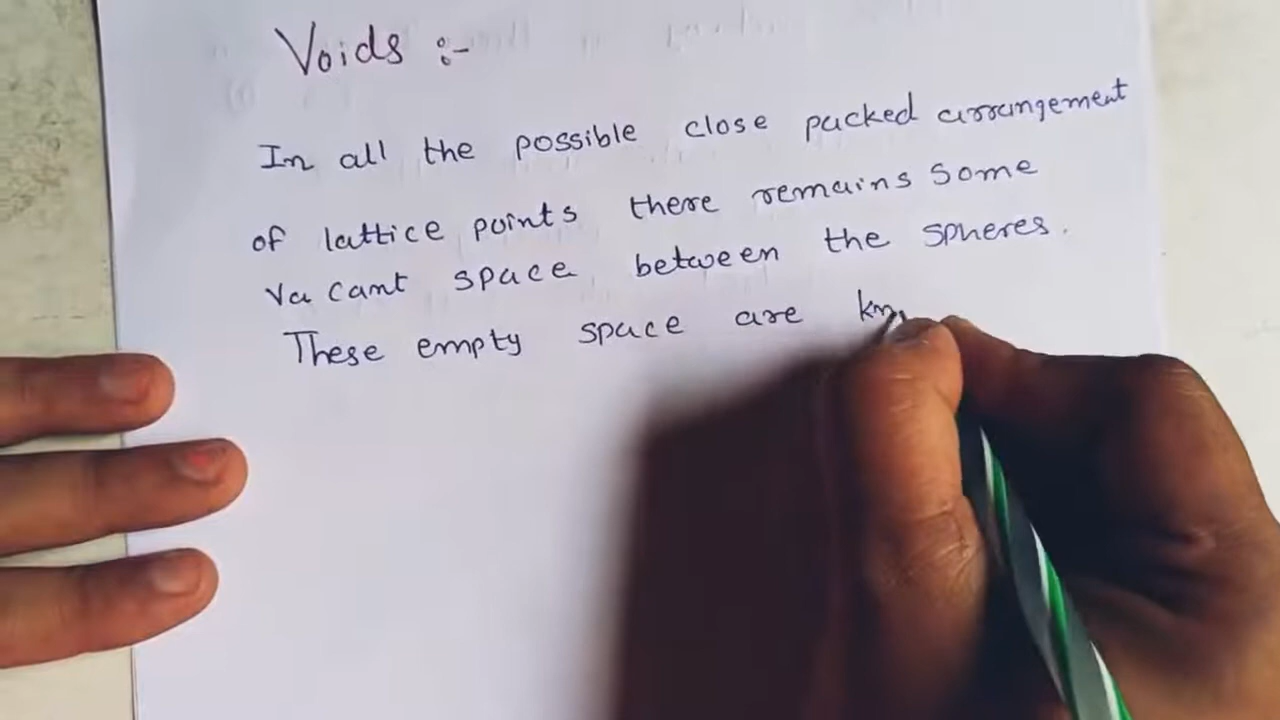 Voids :-
In all the possible close packed arrangement
of lattice points there remains some
Vacant space between the spheres.
These empty space are kn